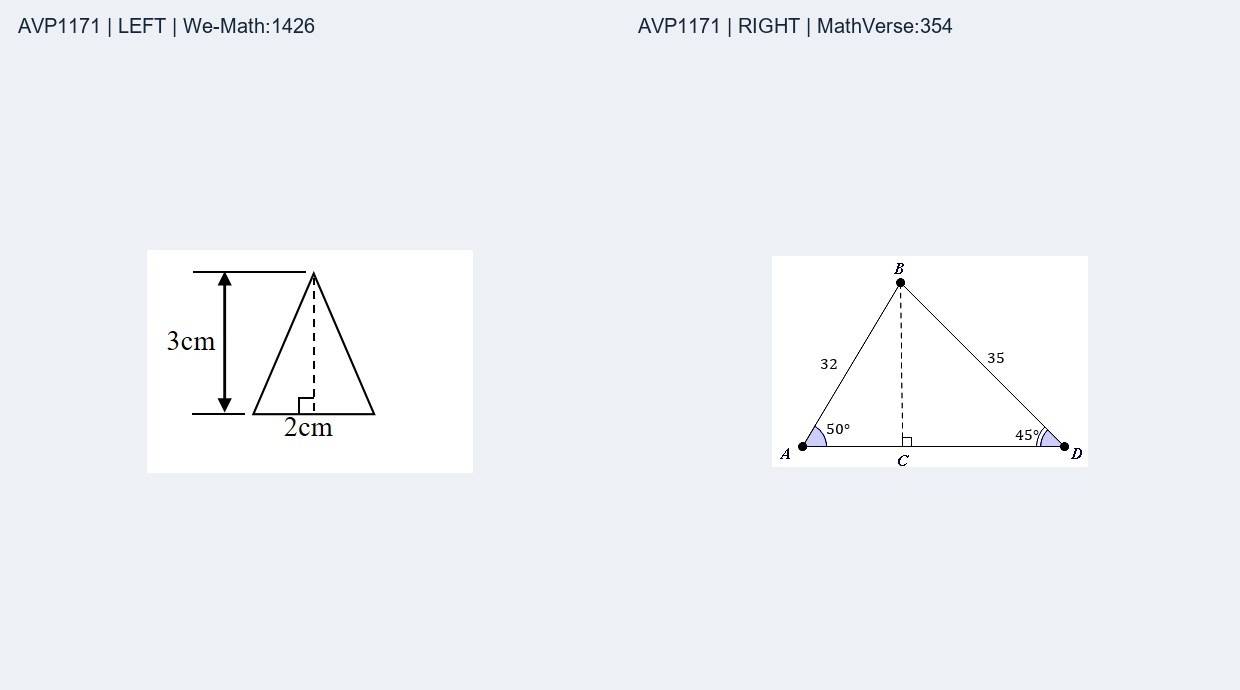 AVP1171 | LEFT | We-Math:1426
AVP1171 | RIGHT | MathVerse:354
3cm
2cm
B
32
35
50°
45°
A
C
D